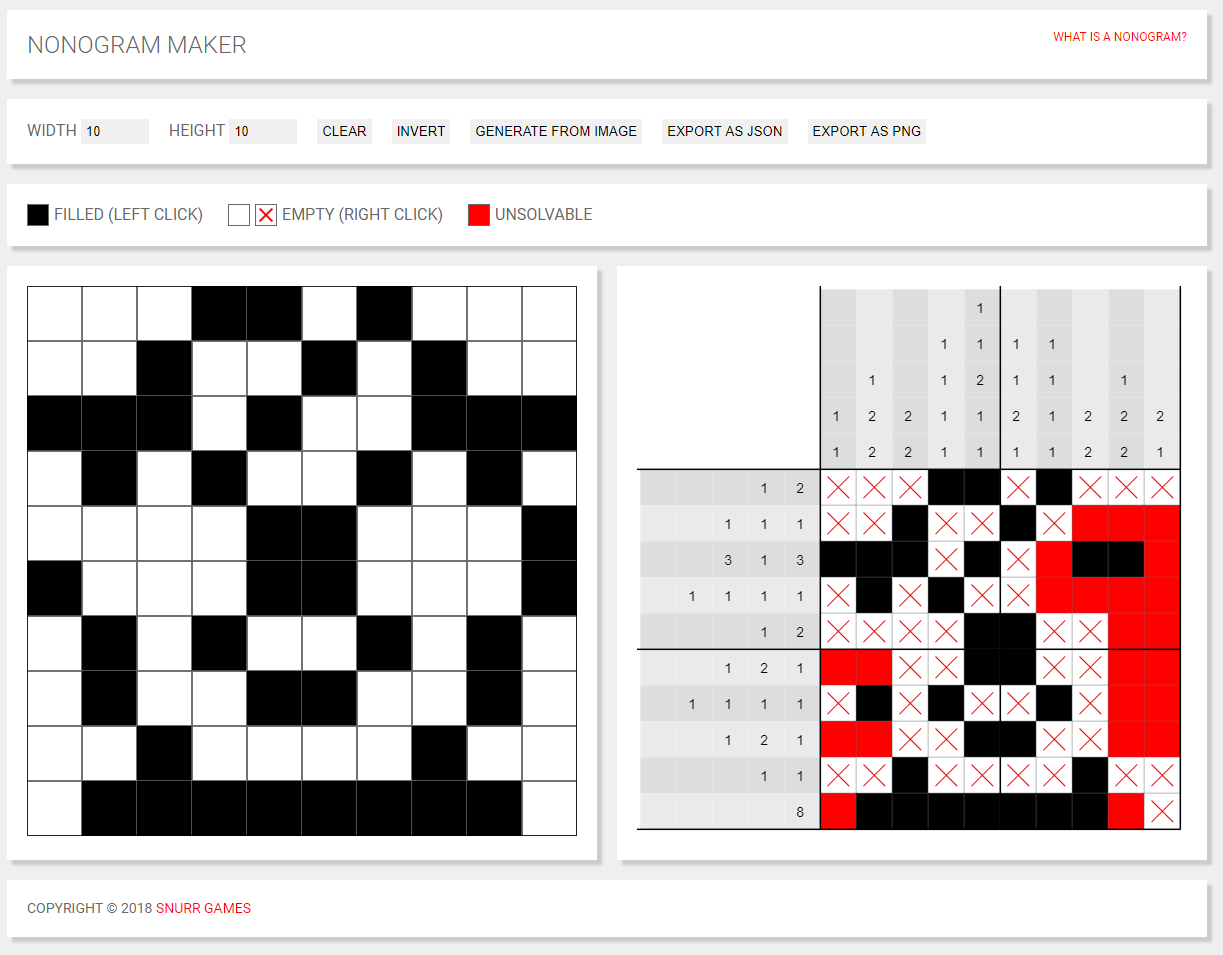 NONOGRAM MAKER
WHAT IS A NONOGRAM?
WIDTH 10 HEIGHT 10 CLEAR INVERT GENERATE FROM IMAGE EXPORT AS JSON EXPORT AS PNG
FILLED (LEFT CLICK) EMPTY (RIGHT CLICK) UNSOLVABLE
1
1 1 1 1
1 1 2 1 1 1
1 2 2 1 1 2 1 2 2 2
1 2 2 1 1 1 1 2 2 1
1 2
1 1 1
3 1 3
1 1 1 1
1 2
1 2 1
1 1 1 1
1 2 1
1 1
8
COPYRIGHT © 2018 SNURR GAMES